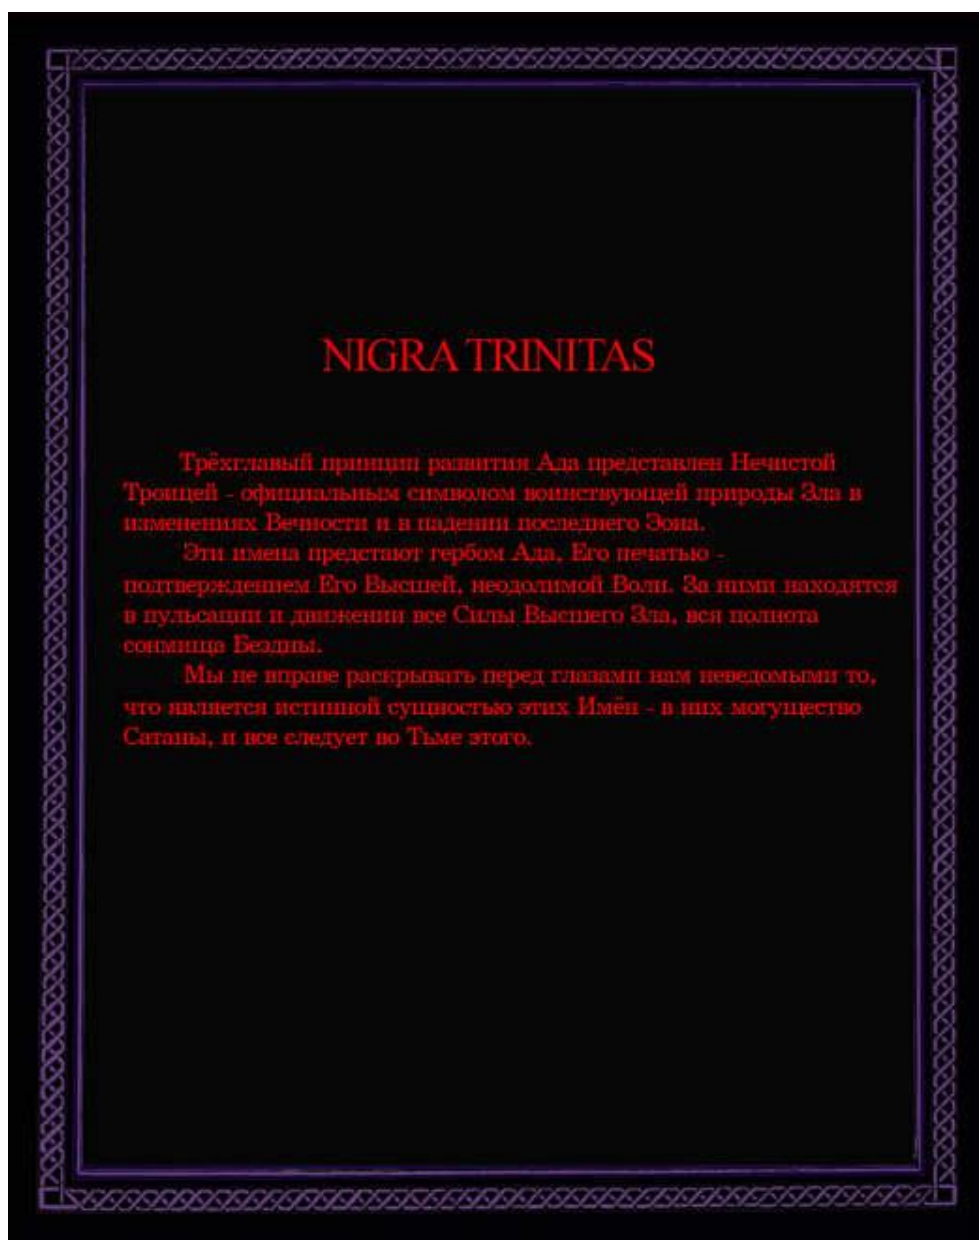 NIGRA TRINITAS
Трёхглавый принцип развития Ада представлен Нечистой
Троицей - официальным символом воинствующей природы Зла в
изменениях Вечности и в падении последнего Эона.
Эти имена предстают гербом Ада, Его печатью -
подтверждением Его Высшей, неодолимой Воли. За ними находятся
в пульсации и движении все Силы Высшего Зла, вся полнота
сонмища Бездны.
Мы не вправе раскрывать перед глазами нам неведомыми то,
что является истинной сущностью этих Имён - в них могущество
Сатаны, и все следует во Тьме этого.